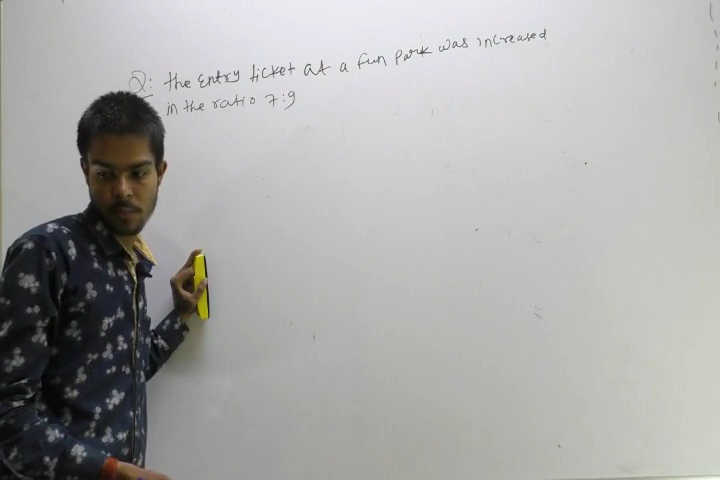 Q: the entry ticket at a fun park was increased
in the ratio 7:9